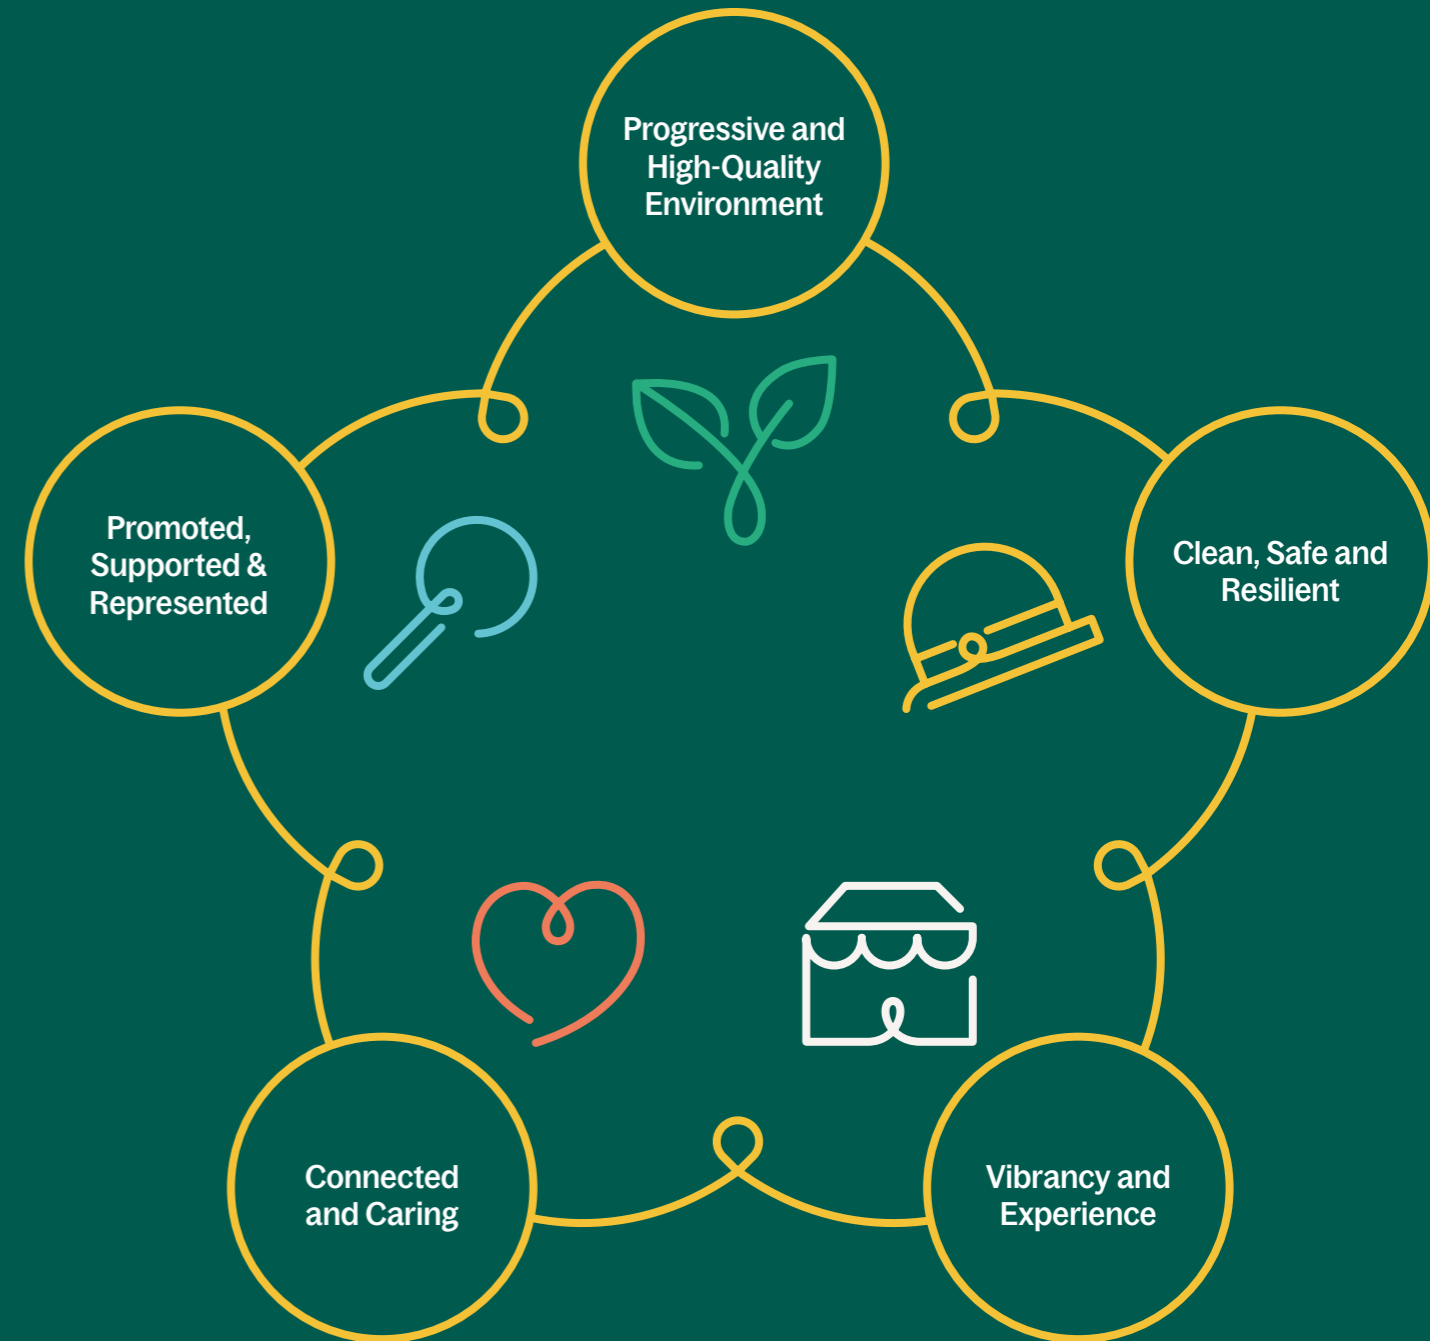 Progressive and
High-Quality
Environment
Promoted,
Supported &
Represented
Clean, Safe and
Resilient
Connected
and Caring
Vibrancy and
Experience